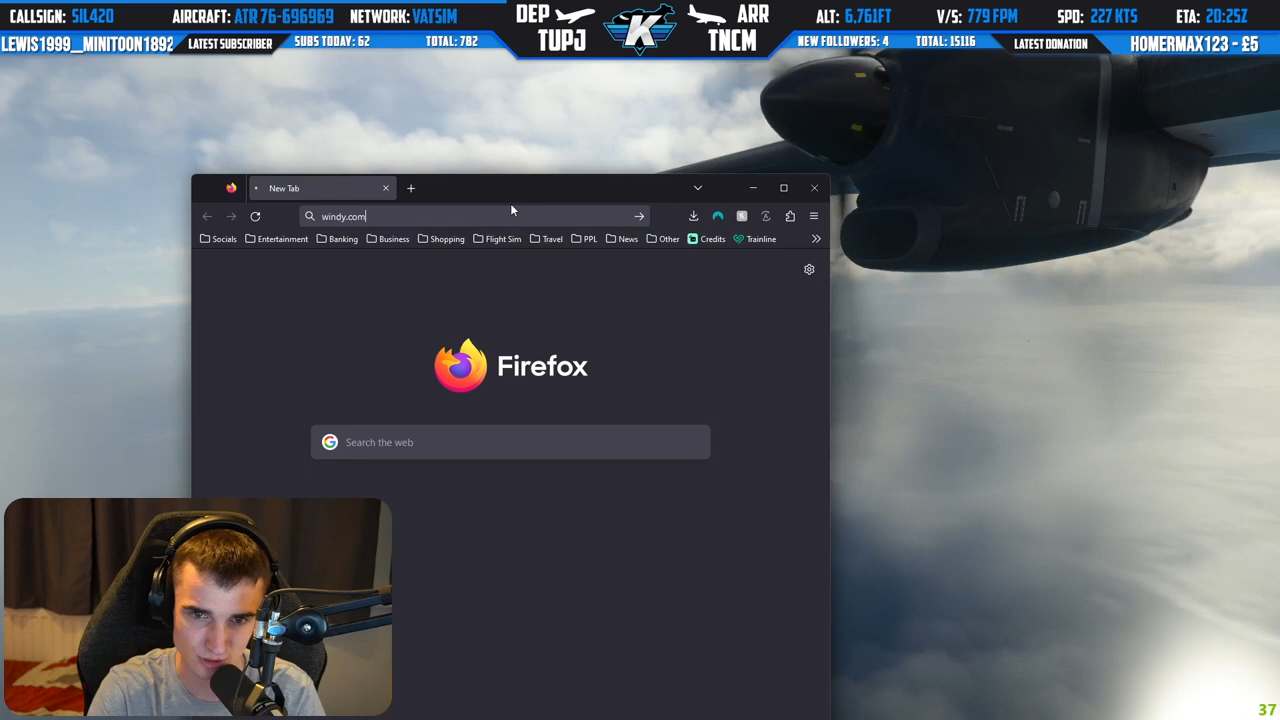 CALLSIGN: SIL420 AIRCRAFT: ATR 76-696969 NETWORK: VATSIM
DEP ARR
ALT: 6,761FT V/S: 779 FPM SPD: 227 KTS ETA: 20:25Z
LEWIS1999__MINITOON1892 LATEST SUBSCRIBER SUBS TODAY: 62 TOTAL: 782
TUPJ K TNCM
NEW FOLLOWERS: 4 TOTAL: 15116 LATEST DONATION HOMERMAX123 - £5
New Tab
windy.com
Socials Entertainment Banking Business Shopping Flight Sim Travel PPL News Other Credits Trainline
Firefox
G Search the web
37